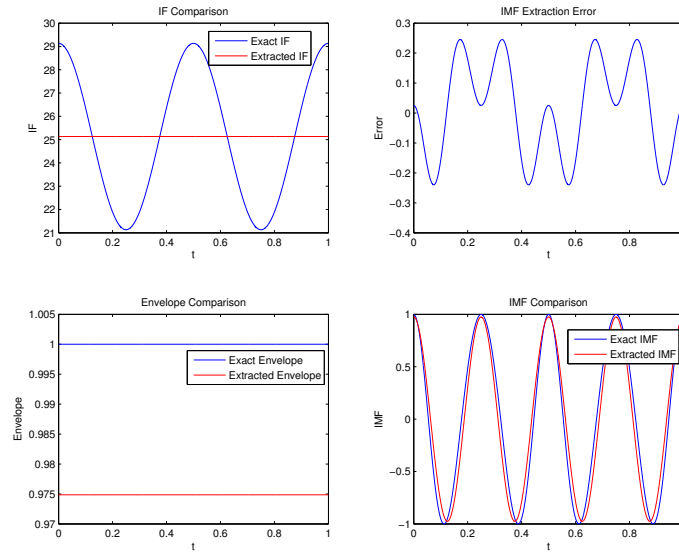 IF Comparison
30
29
28
27
26
25
24
23
22
21
IF
0
0.2
0.4
0.6
0.8
1
t
Exact IF
Extracted IF
IMF Extraction Error
0.3
0.2
0.1
0
-0.1
-0.2
-0.3
-0.4
Error
0
0.2
0.4
0.6
0.8
t
Envelope Comparison
1.005
1
0.995
0.99
0.985
0.98
0.975
0.97
Envelope
0
0.2
0.4
0.6
0.8
1
t
Exact Envelope
Extracted Envelope
IMF Comparison
1
0.5
0
-0.5
-1
IMF
0
0.2
0.4
0.6
0.8
t
Exact IMF
Extracted IMF